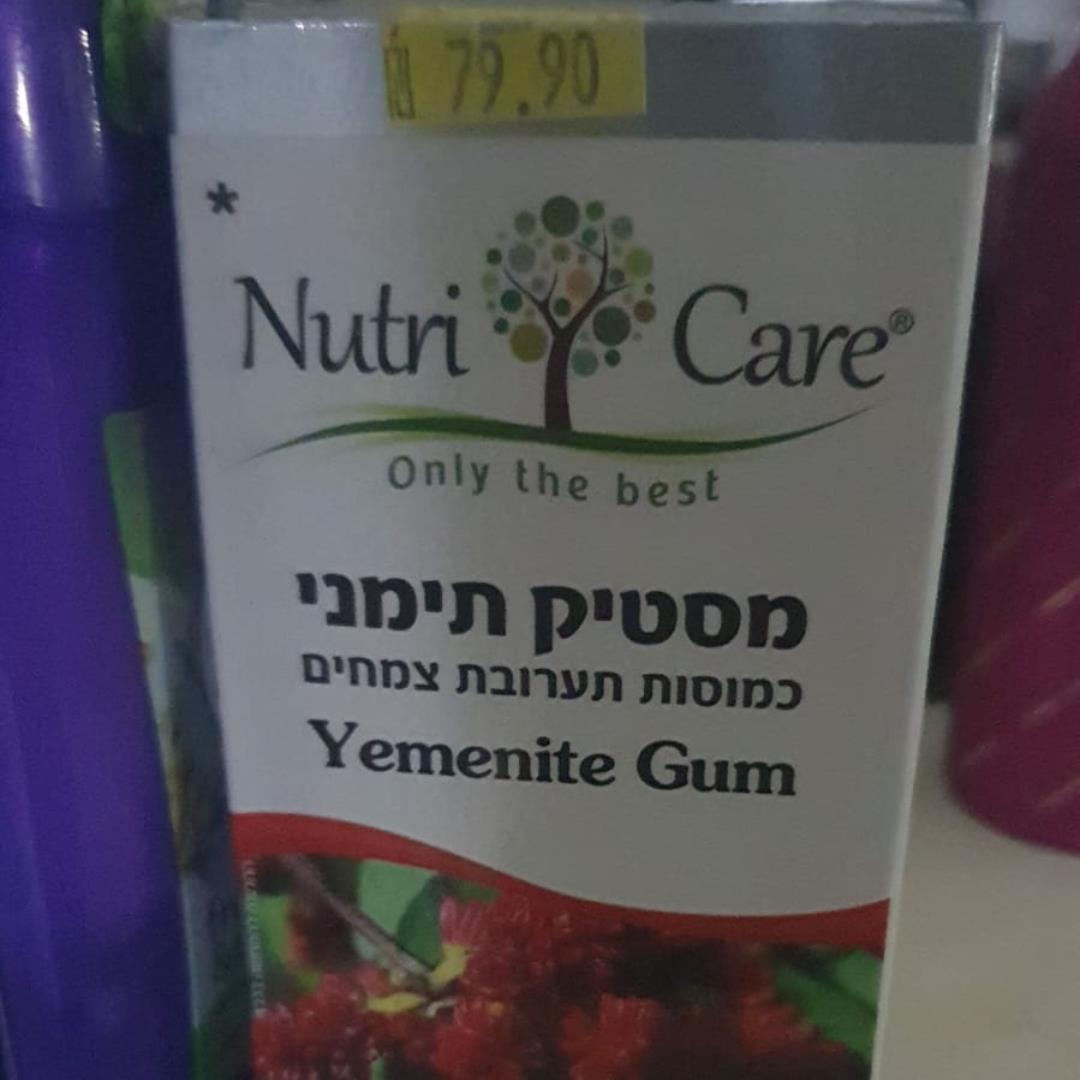 ₪ 79.90
*
Nutri Care®
Only the best
מסטיק תימני
כמוסות תערובת צמחים
Yemenite Gum